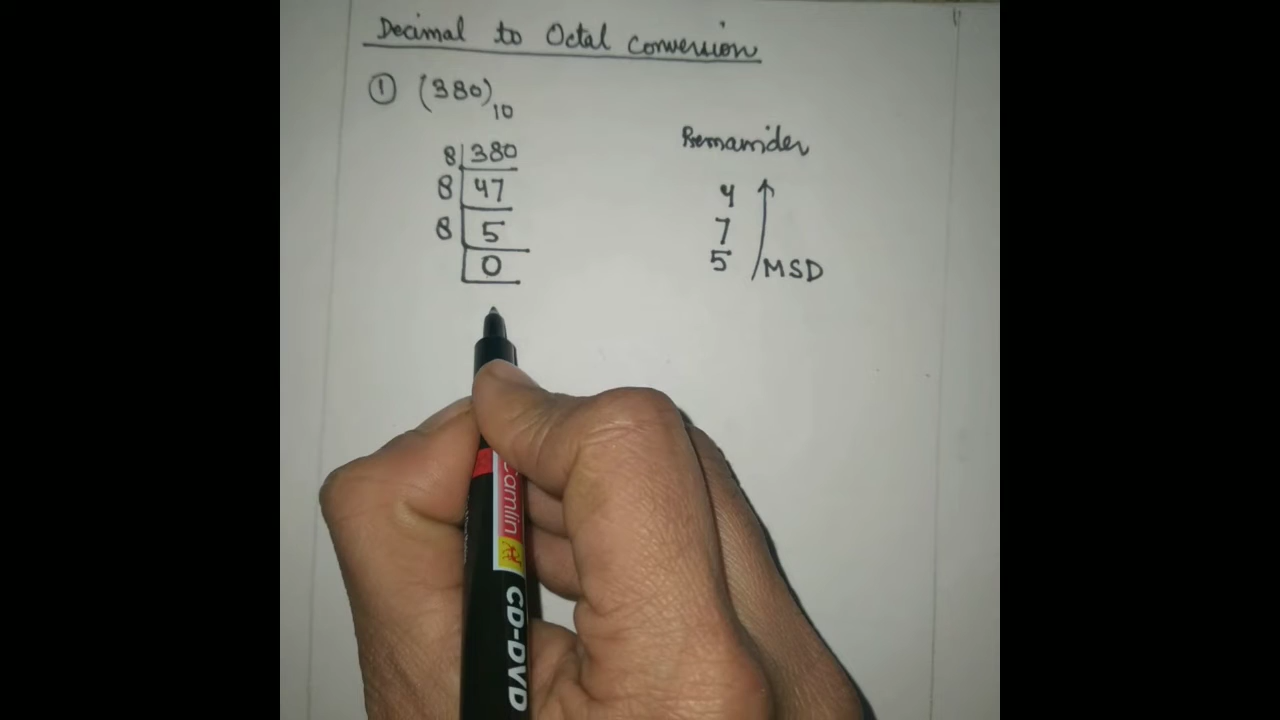 Decimal to Octal Conversion
① (380)10
Remainder
8 380
8 47 4
8 5 7
0 5 MSD
Camlin
CD-DVD